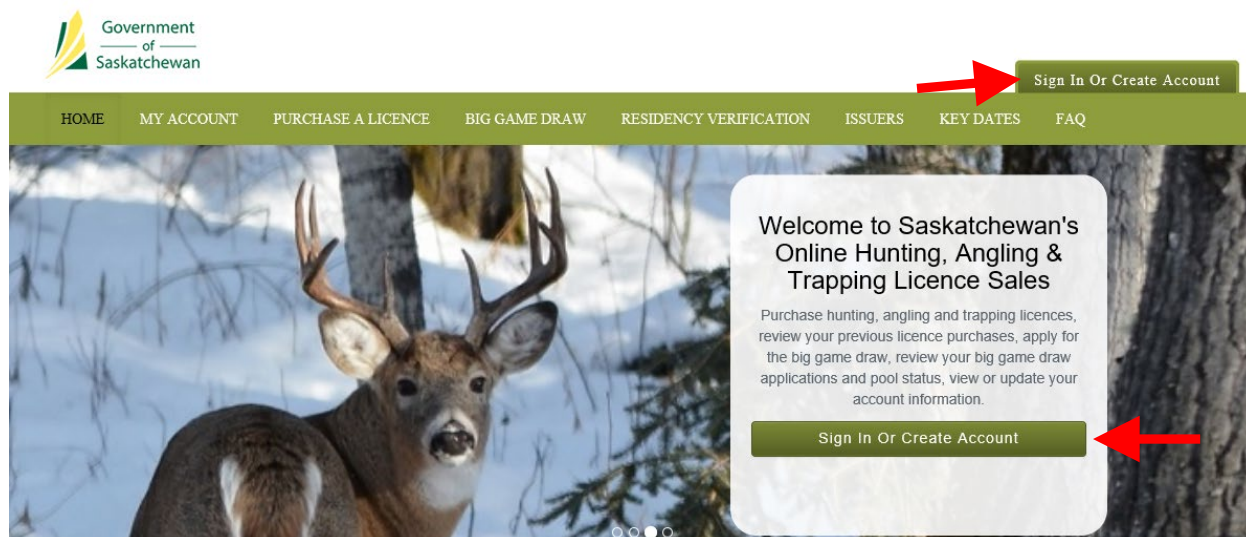 Government
of
Saskatchewan
Sign In Or Create Account
HOME MY ACCOUNT PURCHASE A LICENCE BIG GAME DRAW RESIDENCY VERIFICATION ISSUERS KEY DATES FAQ
Welcome to Saskatchewan's
Online Hunting, Angling &
Trapping Licence Sales
Purchase hunting, angling and trapping licences,
review your previous licence purchases, apply for
the big game draw, review your big game draw
applications and pool status, view or update your
account information.
Sign In Or Create Account